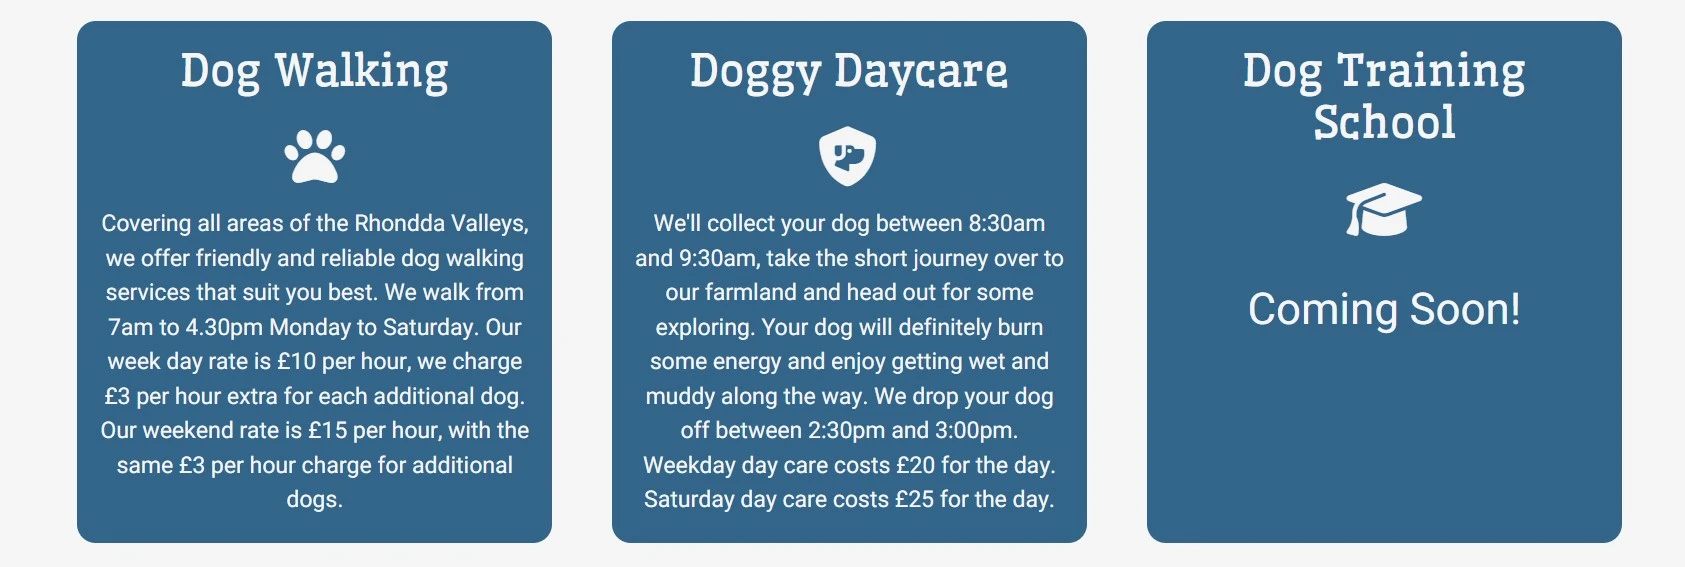 Dog Walking
Covering all areas of the Rhondda Valleys,
we offer friendly and reliable dog walking
services that suit you best. We walk from
7am to 4.30pm Monday to Saturday. Our
week day rate is £10 per hour, we charge
£3 per hour extra for each additional dog.
Our weekend rate is £15 per hour, with the
same £3 per hour charge for additional
dogs.
Doggy Daycare
We'll collect your dog between 8:30am
and 9:30am, take the short journey over to
our farmland and head out for some
exploring. Your dog will definitely burn
some energy and enjoy getting wet and
muddy along the way. We drop your dog
off between 2:30pm and 3:00pm.
Weekday day care costs £20 for the day.
Saturday day care costs £25 for the day.
Dog Training
School
Coming Soon!